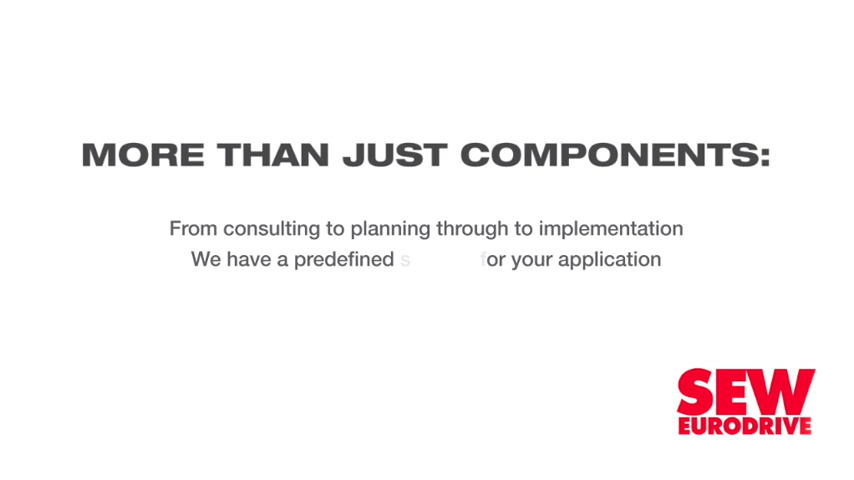 MORE THAN JUST COMPONENTS:
From consulting to planning through to implementation
We have a predefined for your application
SEW
EURODRIVE